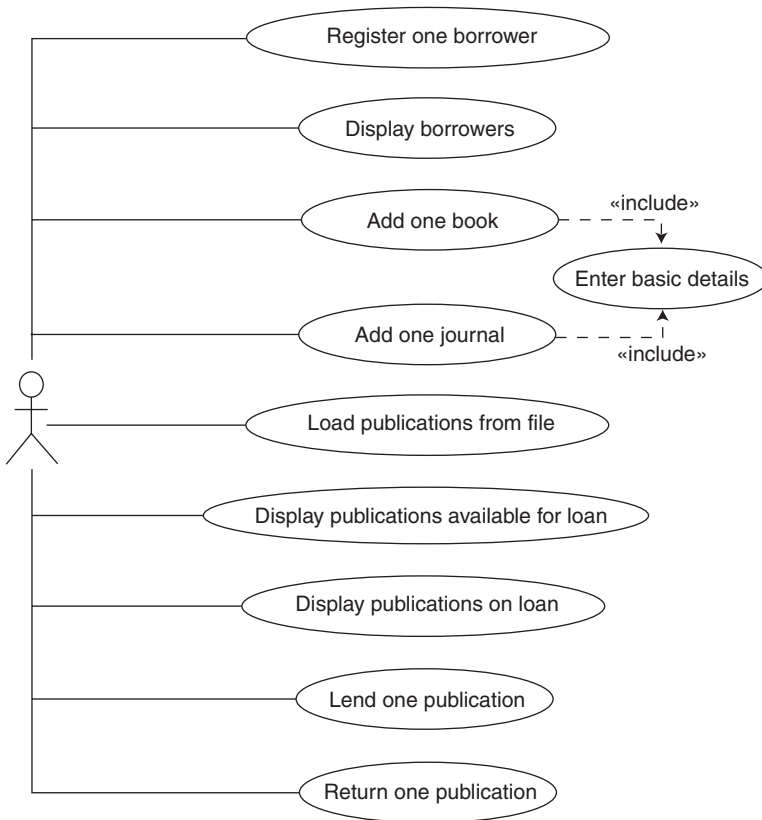 Register one borrower
Display borrowers
«include»
Add one book
Enter basic details
Add one journal
«include»
Load publications from file
Display publications available for loan
Display publications on loan
Lend one publication
Return one publication